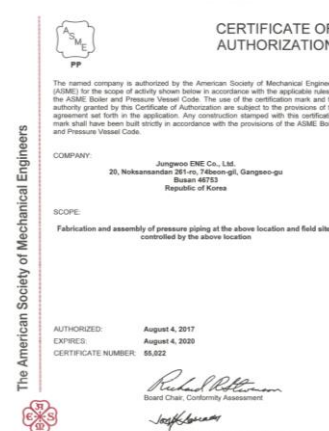 CERTIFICATE OF
AUTHORIZATION
A
S
M
E
PP
The named company is authorized by the American Society of Mechanical Engine
(ASME) for the scope of activity shown below in accordance with the applicable rules
the ASME Boiler and Pressure Vessel Code. The use of the certification mark and
authority granted by this Certificate of Authorization are subject to the provisions of
agreement set forth in the application. Any construction stamped with this certificati
mark shall have been built strictly in accordance with the provisions of the ASME Boi
and Pressure Vessel Code.
COMPANY:
Jungwoo ENE Co., Ltd.
20, Noksansandan 261-ro, 74beon-gil, Gangseo-gu
Busan 46753
Republic of Korea
SCOPE:
Fabrication and assembly of pressure piping at the above location and field site
controlled by the above location
AUTHORIZED: August 4, 2017
EXPIRES: August 4, 2020
CERTIFICATE NUMBER: 55,022
Board Chair, Conformity Assessment
The American Society of Mechanical Engineers